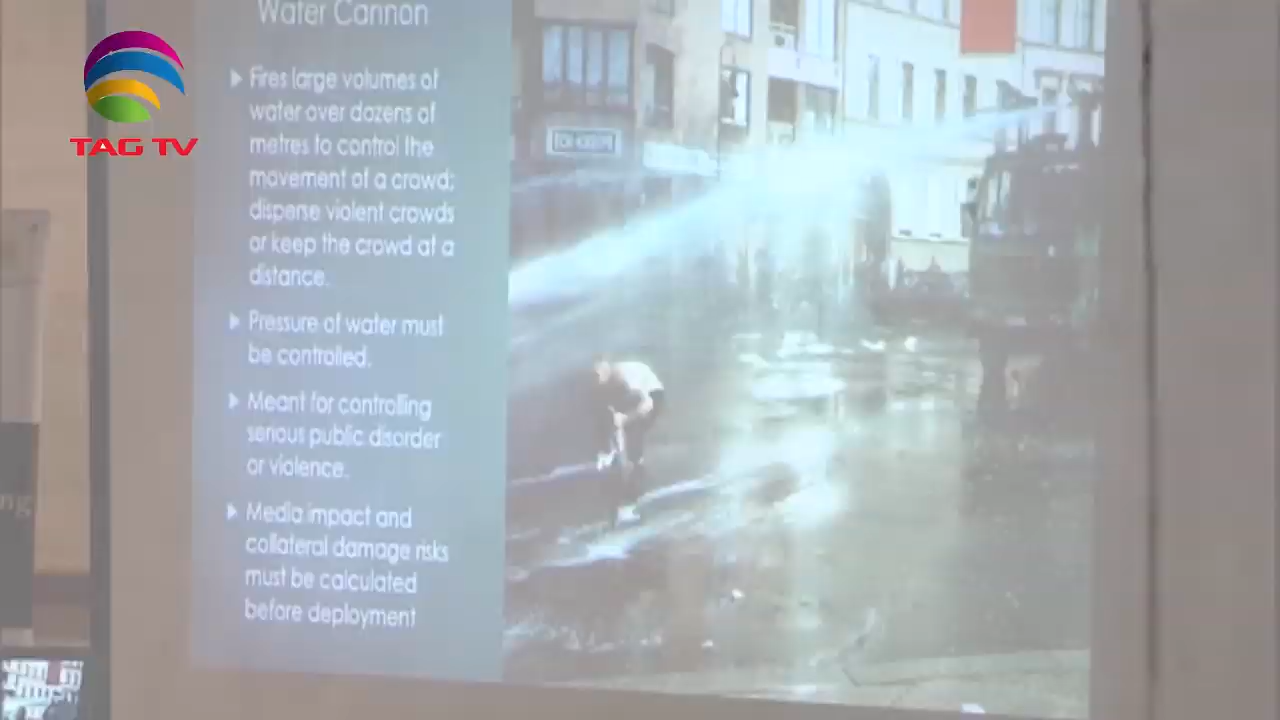 Water Cannon
TAG TV
Fires large volumes of
water over dozens of
metres to control the
movement of a crowd;
disperse violent crowds
or keep the crowd at a
distance.
Pressure of water must
be controlled.
Meant for controlling
serious public disorder
or violence.
Media impact and
collateral damage risks
must be calculated
before deployment
ng